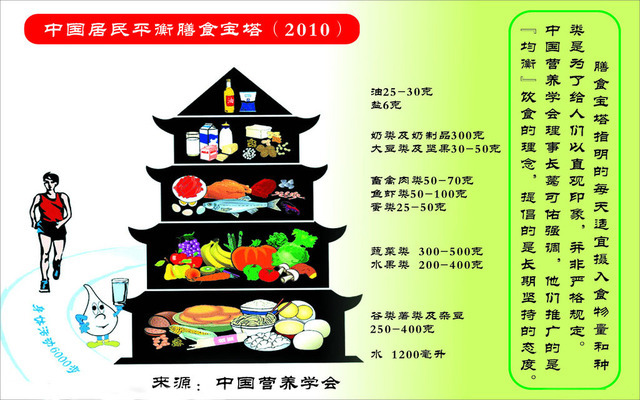 中国居民平衡膳食宝塔（2010）
油25-30克
盐6克
奶类及奶制品300克
大豆类及坚果30-50克
畜禽肉类50-70克
鱼虾类50-100克
蛋类25-50克
蔬菜类 300-500克
水果类 200-400克
谷类薯类及杂豆
250-400克
水 1200毫升
身体活动6000步
来源：中国营养学会
膳食宝塔指明的每天适宜摄入食物量和种
类是为了给人们以直观印象，并非严格规定。
中国营养学会理事长葛可佑强调，他们推广的是
『均衡』饮食的理念，提倡的是长期坚持的态度。